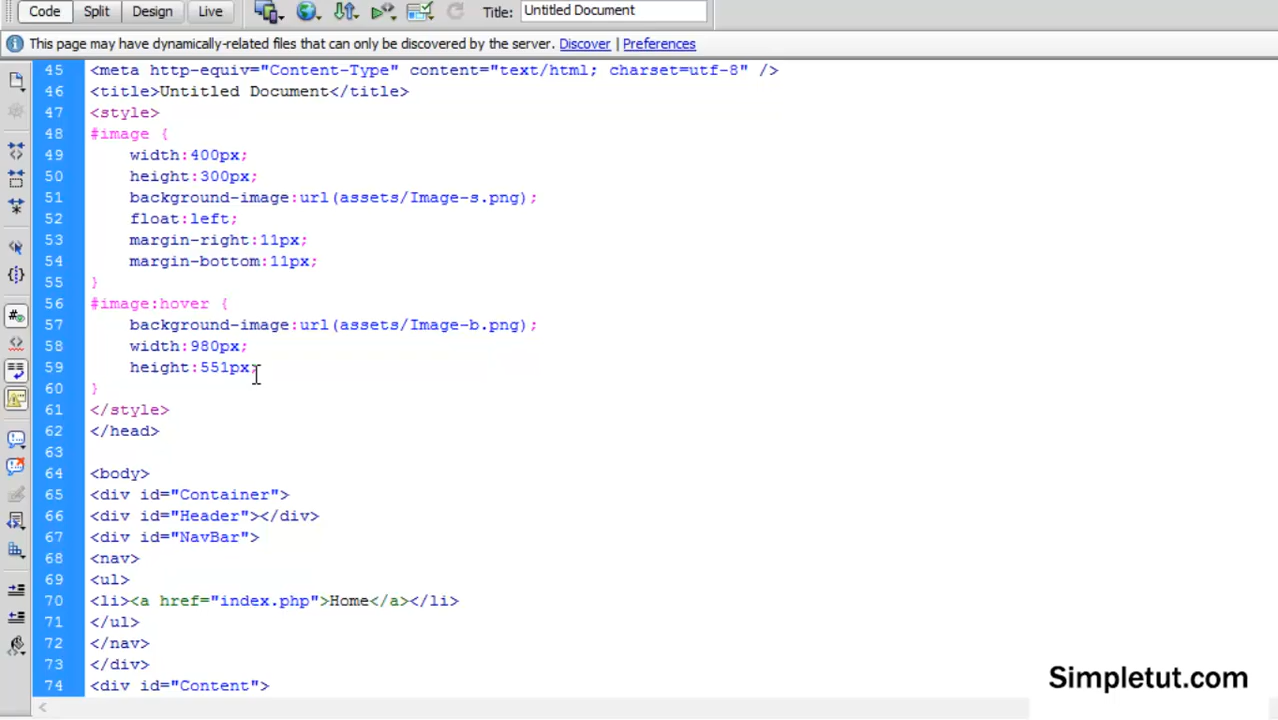 Code Split Design Live Title: Untitled Document
This page may have dynamically-related files that can only be discovered by the server. Discover | Preferences
45 <meta http-equiv="Content-Type" content="text/html; charset=utf-8" />
46 <title>Untitled Document</title>
47 <style>
48 #image {
49 width:400px;
50 height:300px;
51 background-image:url(assets/Image-s.png);
52 float:left;
53 margin-right:11px;
54 margin-bottom:11px;
55 }
56 #image:hover {
57 background-image:url(assets/Image-b.png);
58 width:980px;
59 height:551px;
60 }
61 </style>
62 </head>
63
64 <body>
65 <div id="Container">
66 <div id="Header"></div>
67 <div id="NavBar">
68 <nav>
69 <ul>
70 <li><a href="index.php">Home</a></li>
71 </ul>
72 </nav>
73 </div>
74 <div id="Content">
Simpletut.com